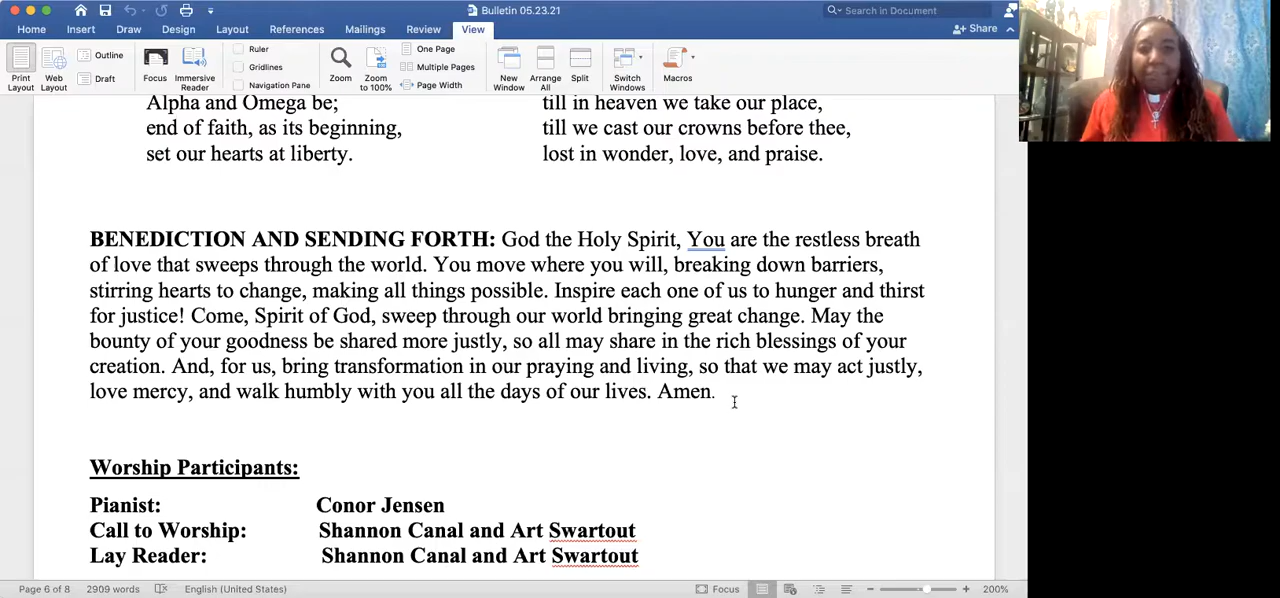 Bulletin 05.23.21
Search in Document
Home Insert Draw Design Layout References Mailings Review View
Share
Print Layout
Web Layout
Outline
Draft
Focus
Immersive Reader
Ruler
Gridlines
Navigation Pane
Zoom
Zoom to 100%
One Page
Multiple Pages
Page Width
New Window
Arrange All
Split
Switch Windows
Macros
Alpha and Omega be;
end of faith, as its beginning,
set our hearts at liberty.
till in heaven we take our place,
till we cast our crowns before thee,
lost in wonder, love, and praise.
BENEDICTION AND SENDING FORTH: God the Holy Spirit, You are the restless breath
of love that sweeps through the world. You move where you will, breaking down barriers,
stirring hearts to change, making all things possible. Inspire each one of us to hunger and thirst
for justice! Come, Spirit of God, sweep through our world bringing great change. May the
bounty of your goodness be shared more justly, so all may share in the rich blessings of your
creation. And, for us, bring transformation in our praying and living, so that we may act justly,
love mercy, and walk humbly with you all the days of our lives. Amen.
Worship Participants:
Pianist: Conor Jensen
Call to Worship: Shannon Canal and Art Swartout
Lay Reader: Shannon Canal and Art Swartout
Page 6 of 8 2909 words English (United States) Focus 200%